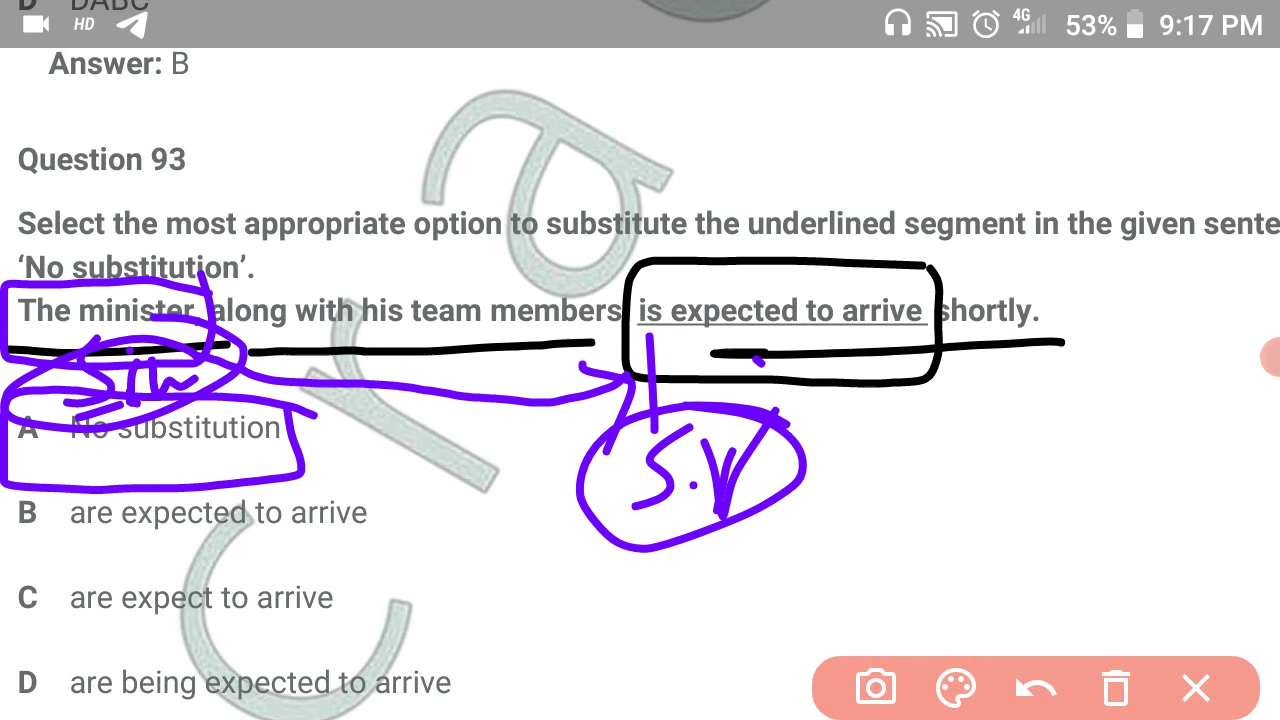 D DABC
HD 4G 53% 9:17 PM
Answer: B
Question 93
Select the most appropriate option to substitute the underlined segment in the given sente
‘No substitution’.
The minister, along with his team members is expected to arrive shortly.
A No substitution
S.V
B are expected to arrive
C are expect to arrive
D are being expected to arrive